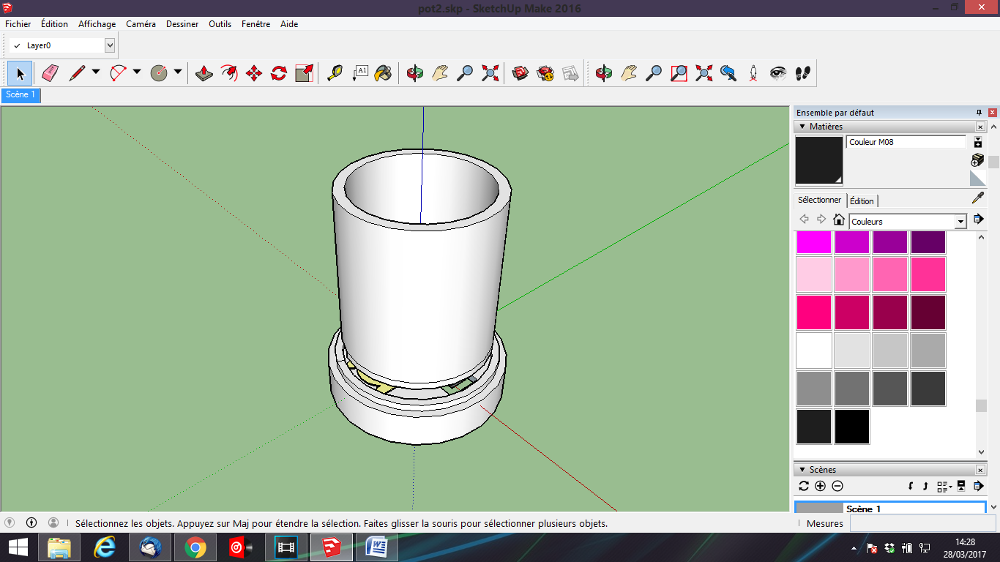 pot2.skp - SketchUp Make 2016
Fichier Édition Affichage Caméra Dessiner Outils Fenêtre Aide
Layer0
A1
Scène 1
Ensemble par défaut
Matières
Couleur M08
Sélectionner Édition
Couleurs
Scènes
Scène 1
Sélectionnez les objets. Appuyez sur Maj pour étendre la sélection. Faites glisser la souris pour sélectionner plusieurs objets.
Mesures
14:28
28/03/2017